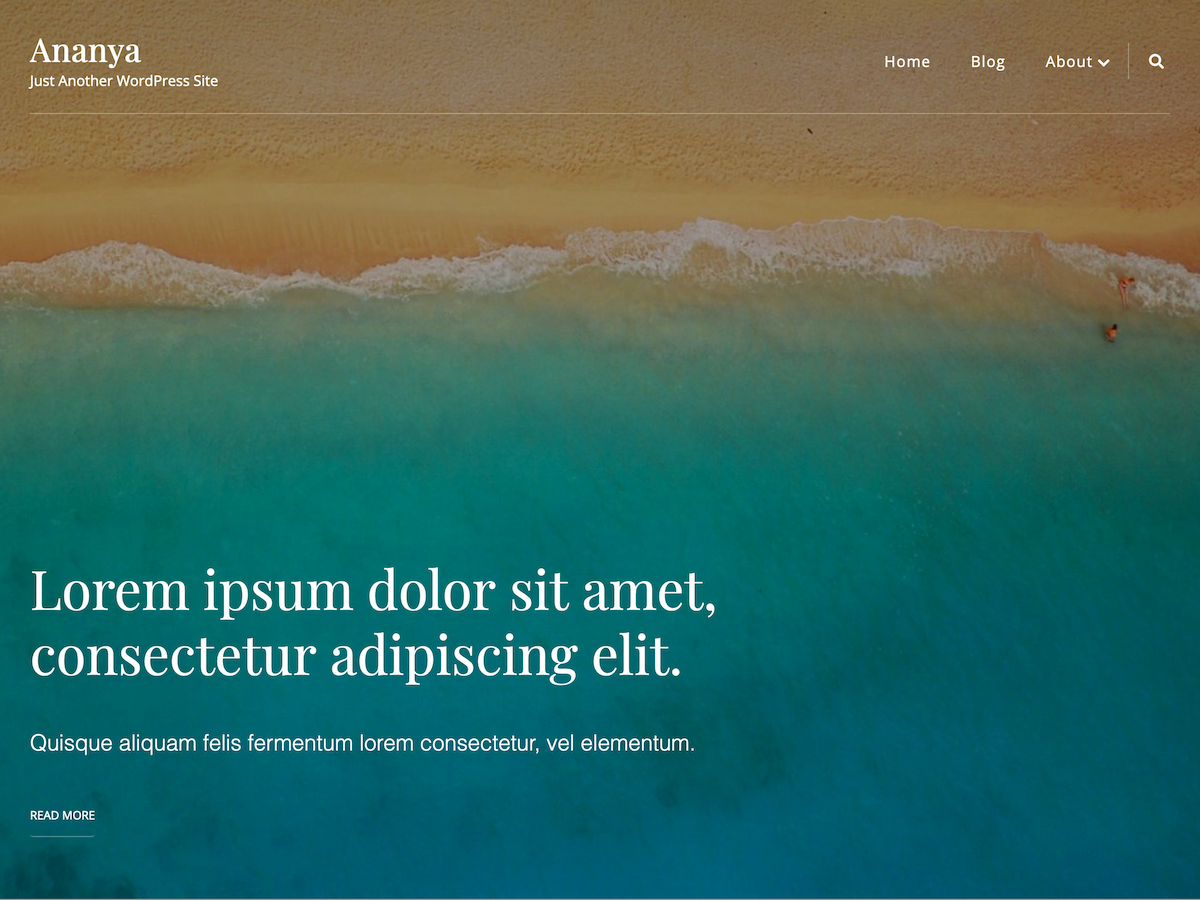 Ananya
Just Another WordPress Site
Home Blog About
Lorem ipsum dolor sit amet,
consectetur adipiscing elit.
Quisque aliquam felis fermentum lorem consectetur, vel elementum.
READ MORE